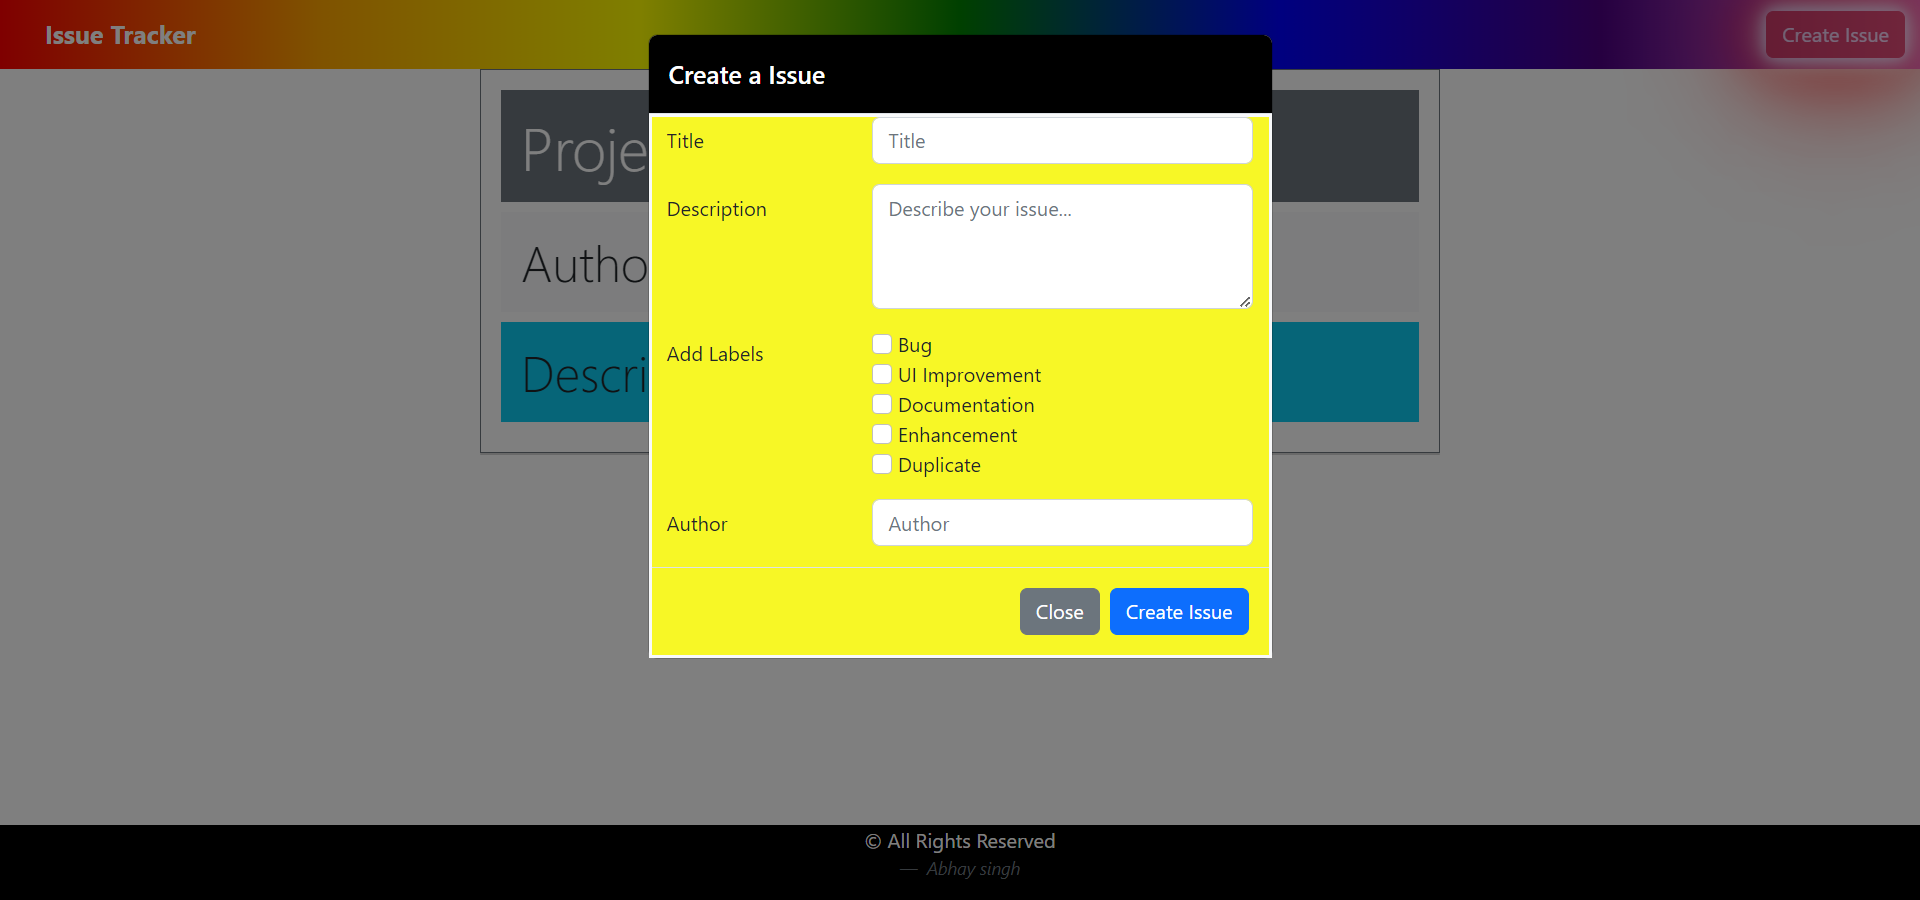 Issue Tracker
Create Issue
Create a Issue
Title
Title
Description
Describe your issue...
Add Labels
Bug
UI Improvement
Documentation
Enhancement
Duplicate
Author
Author
Close
Create Issue
Proje
Autho
Descri
© All Rights Reserved
— Abhay singh